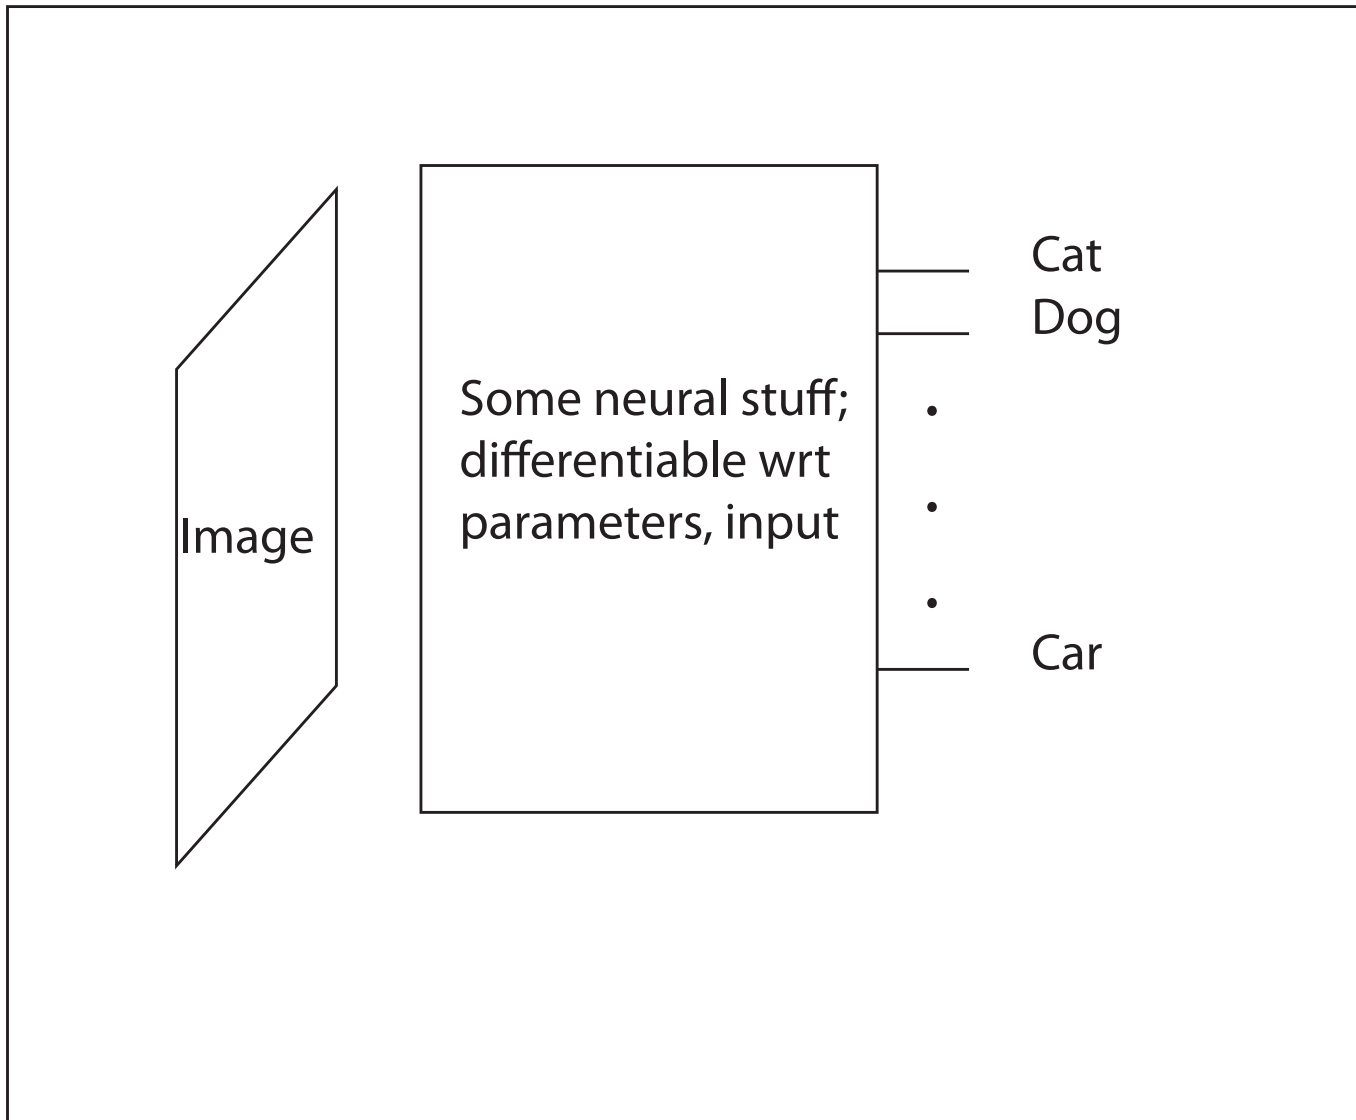 Image
Some neural stuff;
differentiable wrt
parameters, input
Cat
Dog
Car